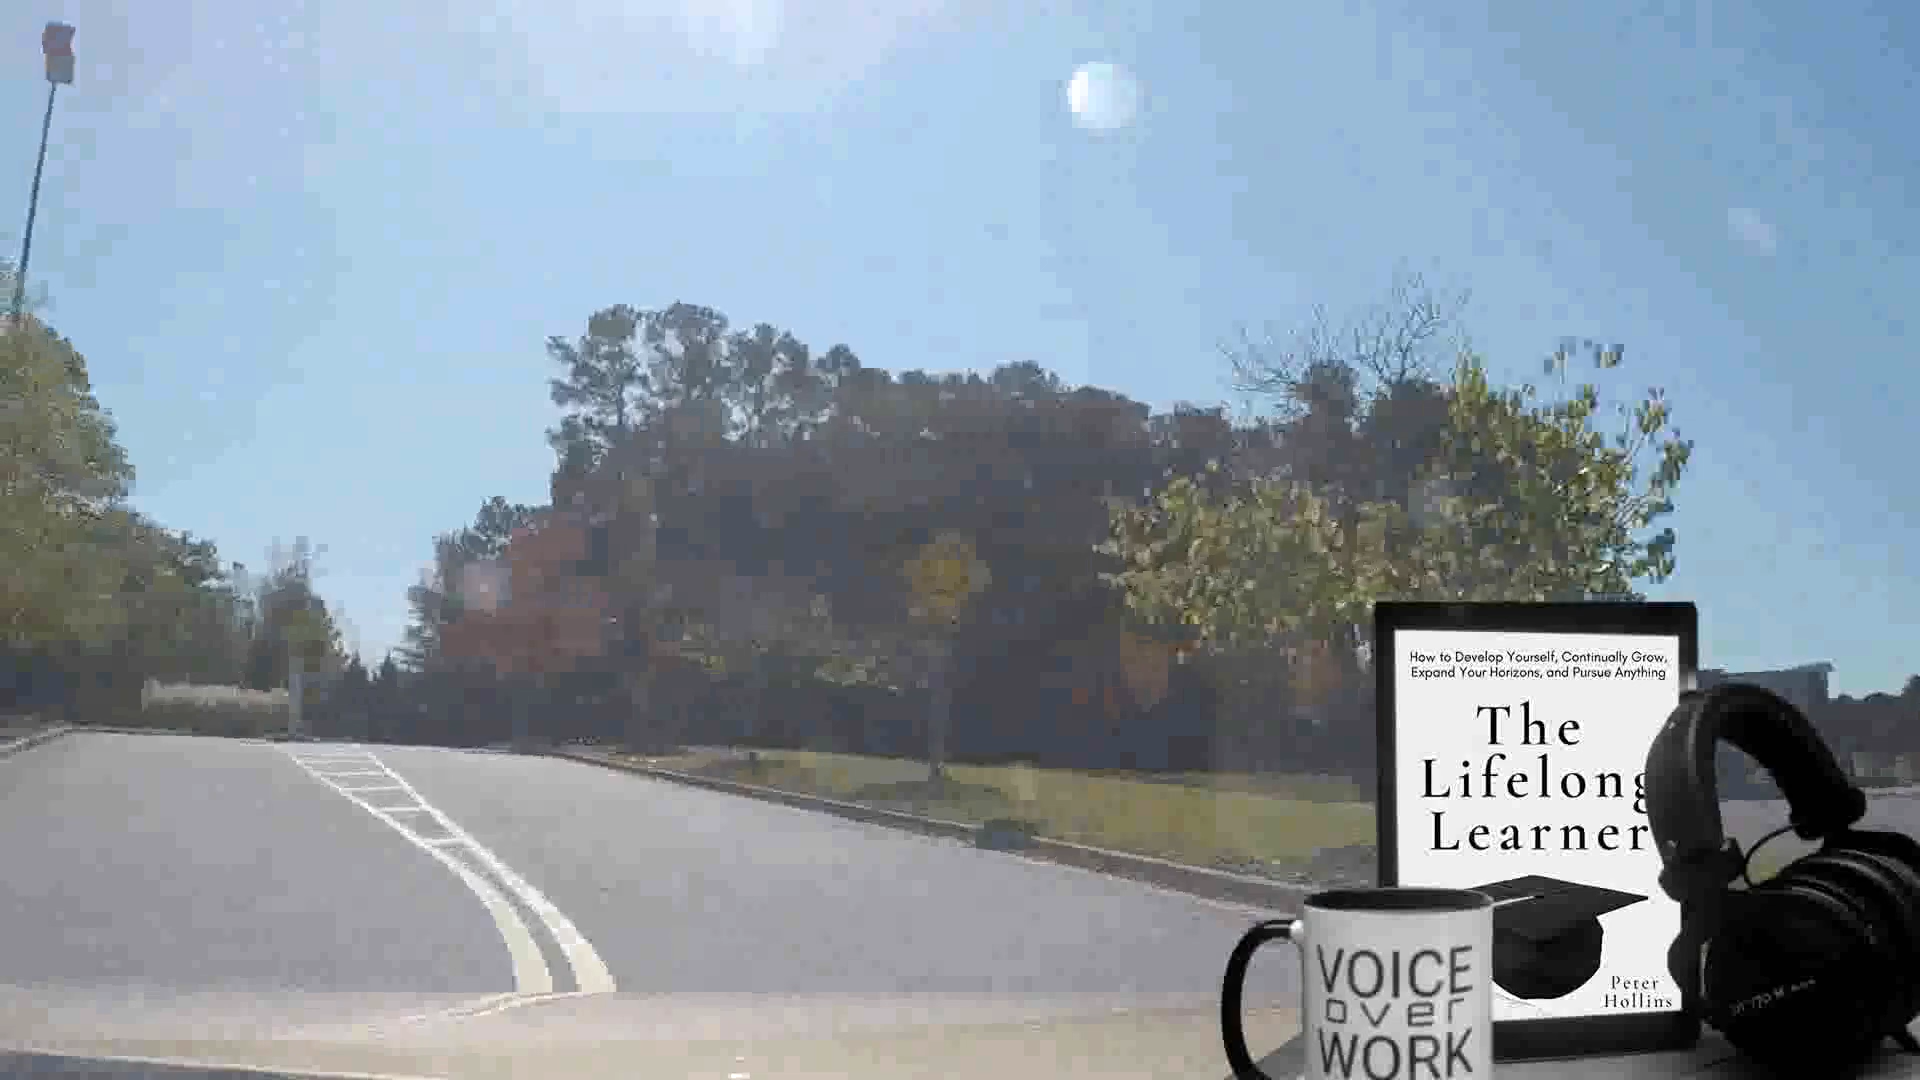 How to Develop Yourself, Continually Grow,
Expand Your Horizons, and Pursue Anything
The
Lifelong
Learner
Peter
Hollins
VOICE
over
WORK